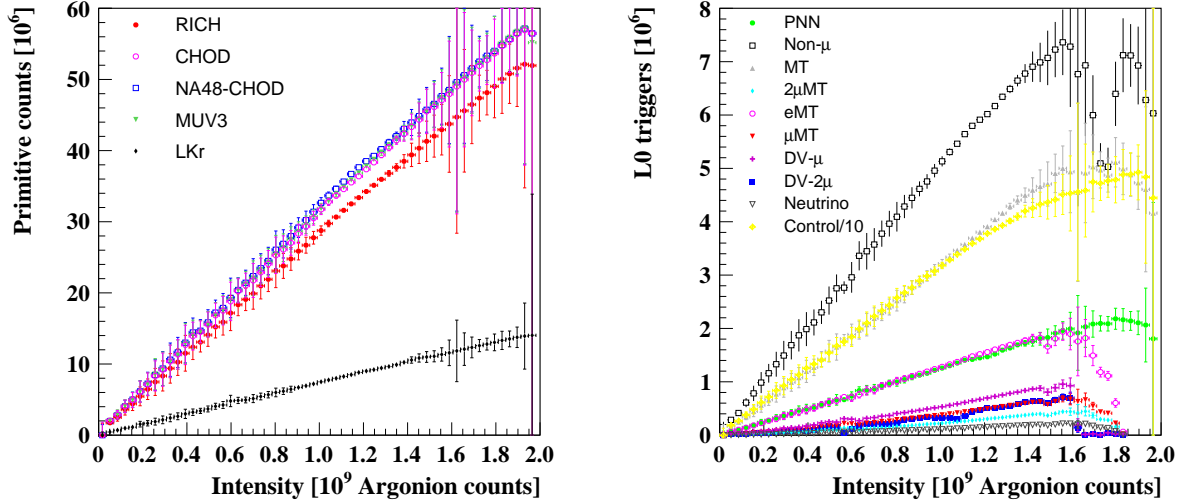 Primitive counts [10⁶]
60
50
40
30
20
10
0
RICH
CHOD
NA48-CHOD
MUV3
LKr
0 0.2 0.4 0.6 0.8 1.0 1.2 1.4 1.6 1.8 2.0
Intensity [10⁹ Argonion counts]
L0 triggers [10⁶]
8
7
6
5
4
3
2
1
0
PNN
Non-μ
MT
2μMT
eMT
μMT
DV-μ
DV-2μ
Neutrino
Control/10
0 0.2 0.4 0.6 0.8 1.0 1.2 1.4 1.6 1.8 2.0
Intensity [10⁹ Argonion counts]